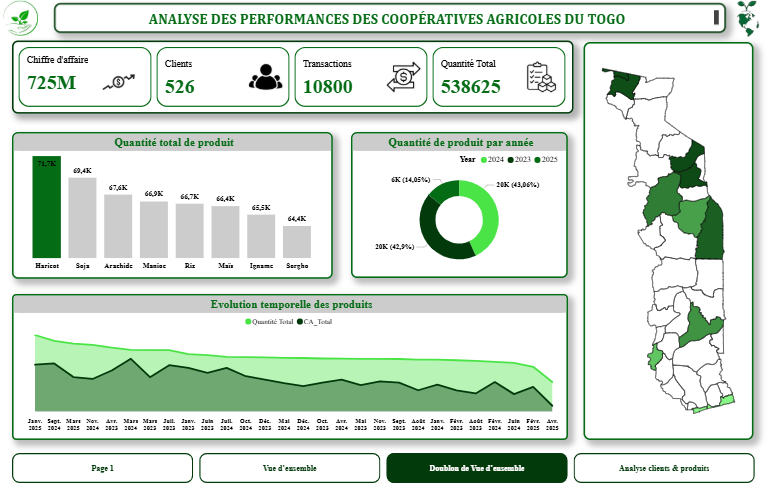 ANALYSE DES PERFORMANCES DES COOPÉRATIVES AGRICOLES DU TOGO
Chiffre d'affaire
725M
Clients
526
Transactions
10800
Quantité Total
538625
Quantité total de produit
71,7K
69,4K
67,6K
66,9K
66,7K
66,4K
65,5K
64,4K
Haricot Soja Arachide Manioc Riz Maïs Igname Sorgho
Quantité de produit par année
Year 2024 2023 2025
6K (14,05%)
20K (43,06%)
20K (42,9%)
Evolution temporelle des produits
Quantité Total CA_Total
Janv. Sept. Mars Nov. Avr. Mars Mars Juil. Janv. Juin Juil. Oct. Déc. Mai Déc. Oct. Avr. Mai Nov. Sept. Août Janv. Févr. Août Févr. Juin Févr. Avr.
2025 2024 2025 2024 2023 2024 2023 2023 2023 2023 2024 2024 2023 2024 2024 2023 2024 2023 2023 2023 2024 2024 2023 2023 2024 2024 2025 2025
Page 1
Vue d'ensemble
Doublon de Vue d'ensemble
Analyse clients & produits